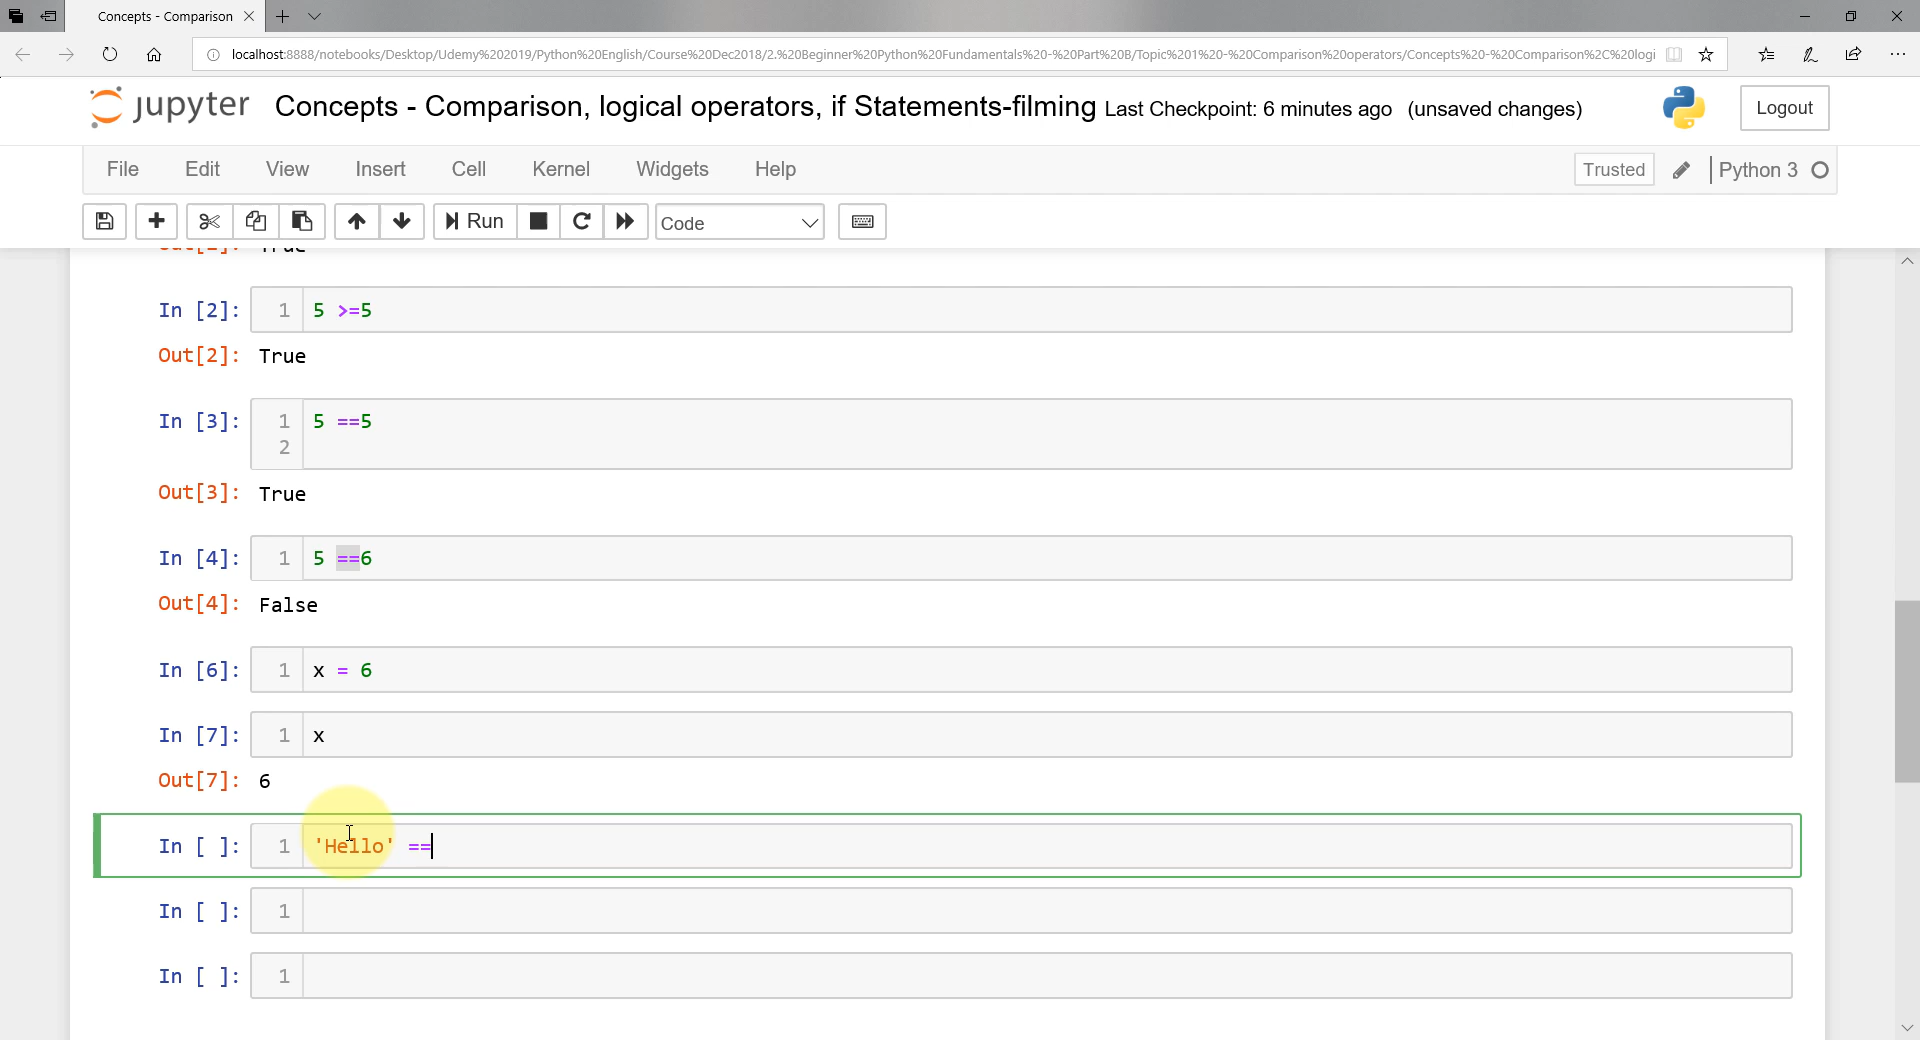 Concepts - Comparison
localhost:8888/notebooks/Desktop/Udemy%202019/Python%20English/Course%20Dec2018/2.%20Beginner%20Python%20Fundamentals%20-%20Part%20B/Topic%201%20-%20Comparison%20operators/Concepts%20-%20Comparison%2C%20logi
jupyter Concepts - Comparison, logical operators, if Statements-filming Last Checkpoint: 6 minutes ago (unsaved changes) Logout
File Edit View Insert Cell Kernel Widgets Help Trusted Python 3
Run Code
In [2]: 1 5 >=5
Out[2]: True
In [3]: 1 5 ==5
2
Out[3]: True
In [4]: 1 5 ==6
Out[4]: False
In [6]: 1 x = 6
In [7]: 1 x
Out[7]: 6
In [ ]: 1 'Hello' ==
In [ ]: 1
In [ ]: 1